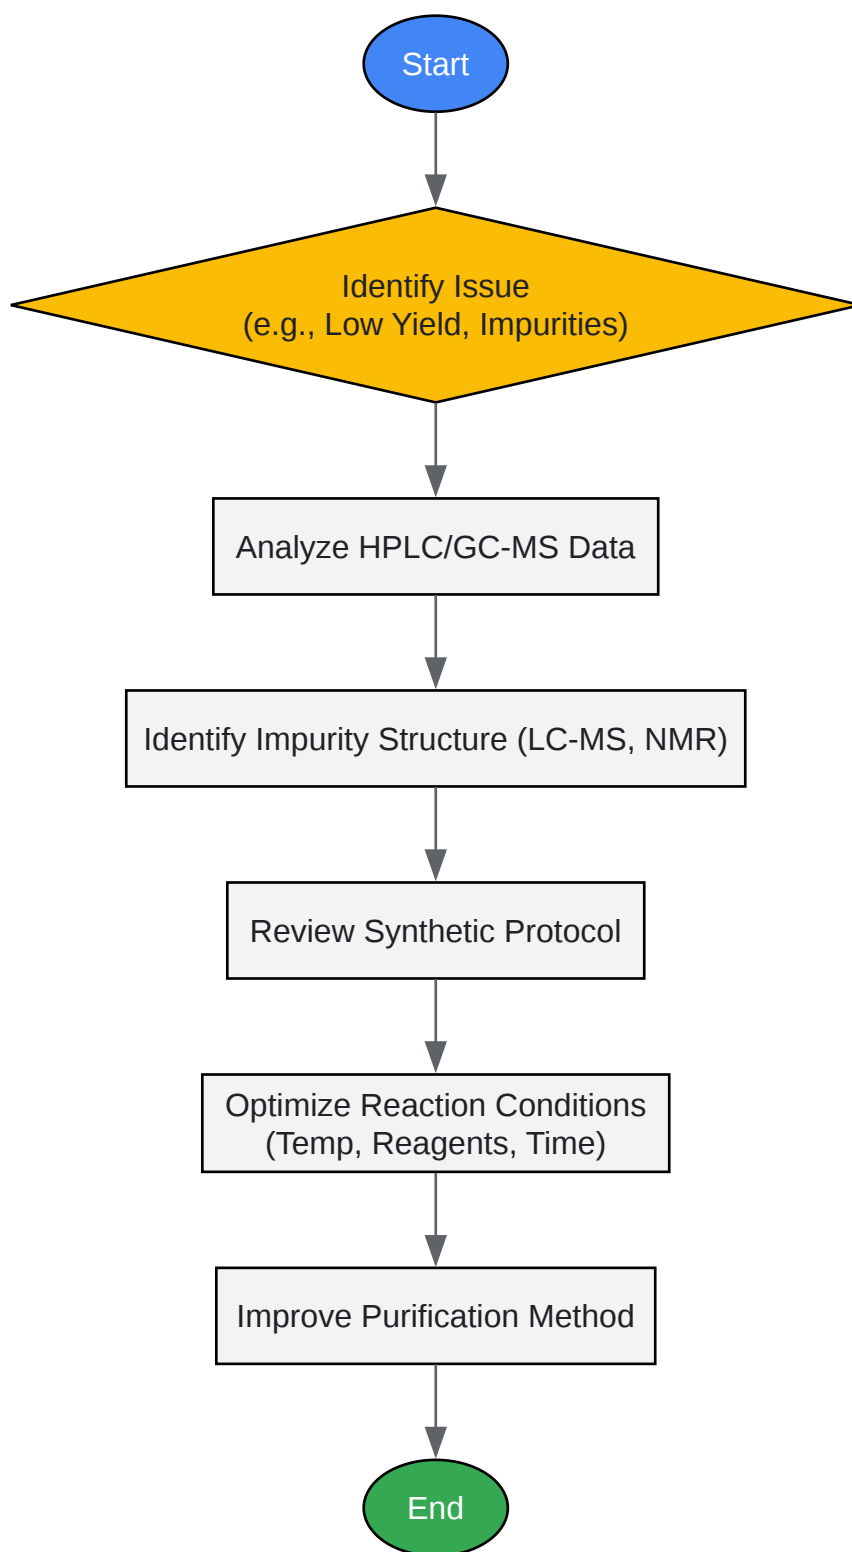 Start
Identify Issue
(e.g., Low Yield, Impurities)
Analyze HPLC/GC-MS Data
Identify Impurity Structure (LC-MS, NMR)
Review Synthetic Protocol
Optimize Reaction Conditions
(Temp, Reagents, Time)
Improve Purification Method
End